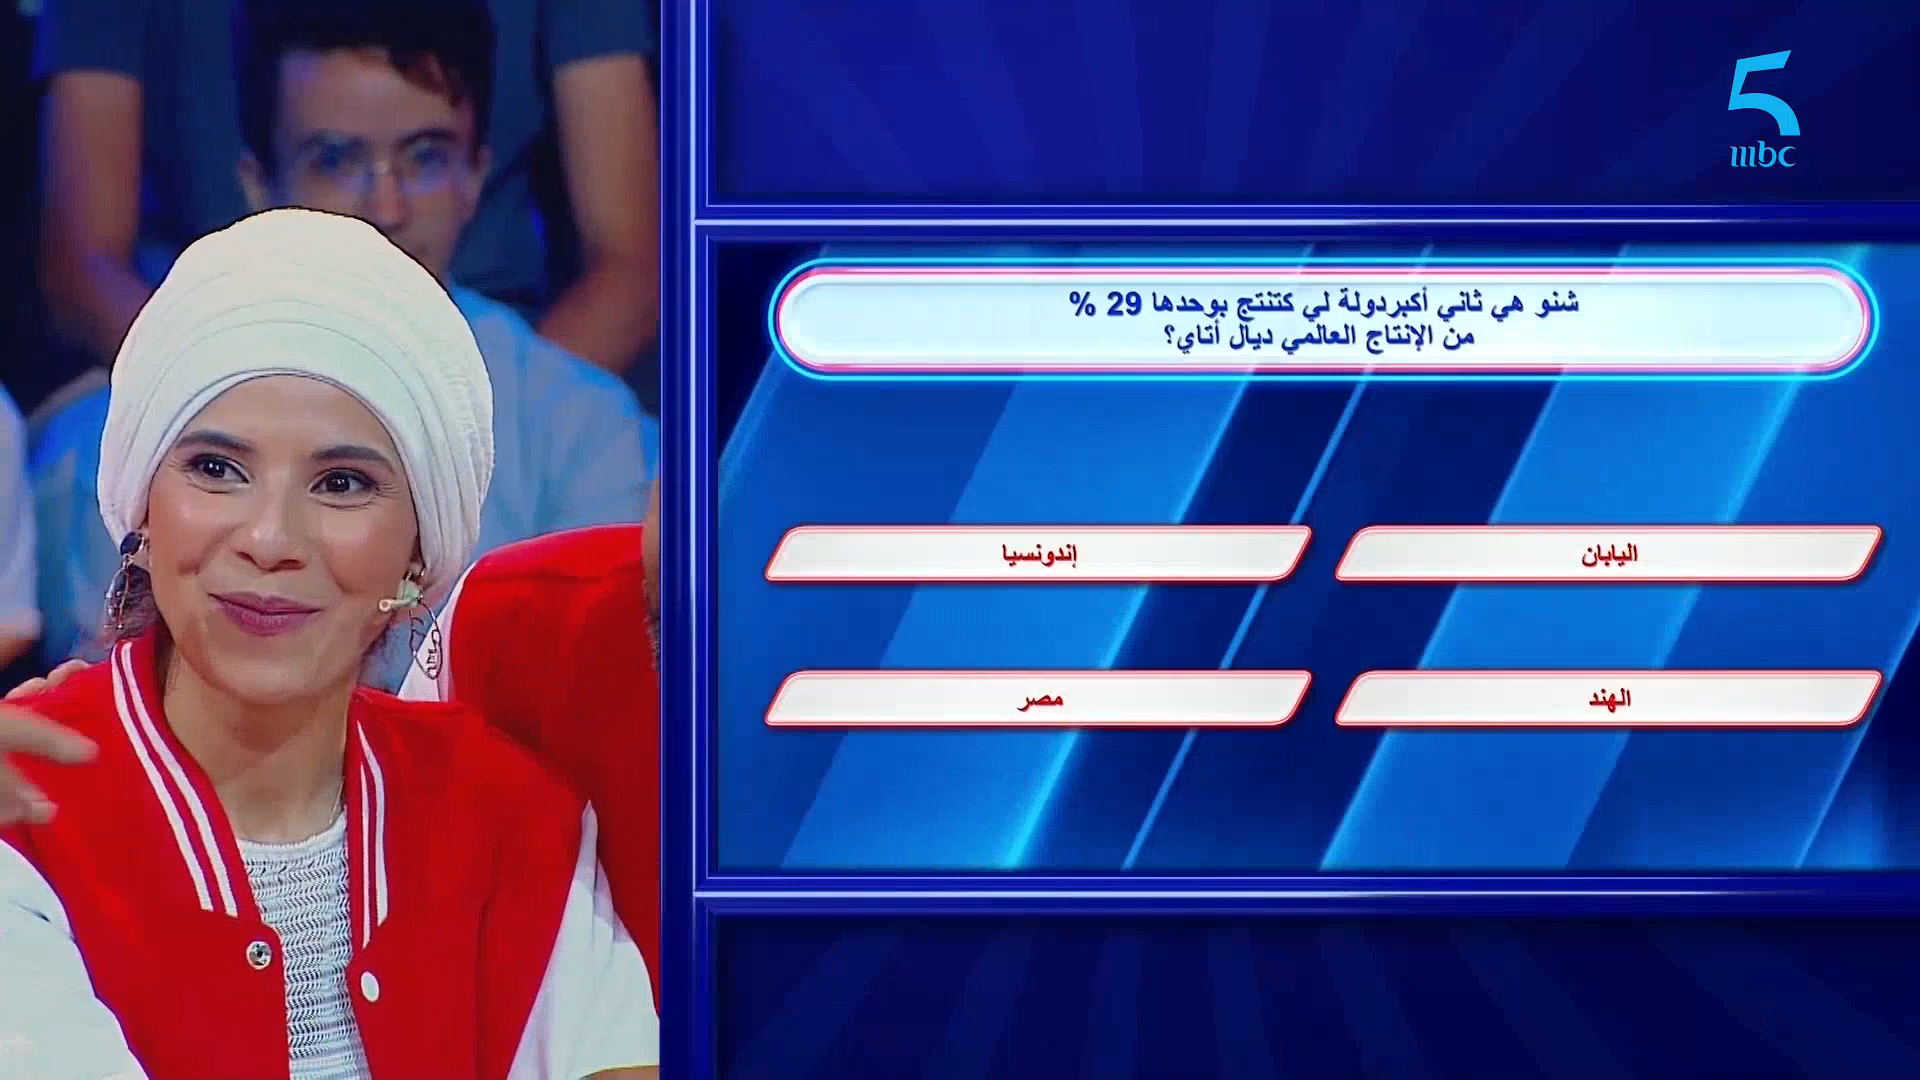 5
mbc
شنو هي ثاني أكبردولة لي كتنتج بوحدها 29 %
من الإنتاج العالمي ديال أتاي؟
اليابان
إندونسيا
الهند
مصر